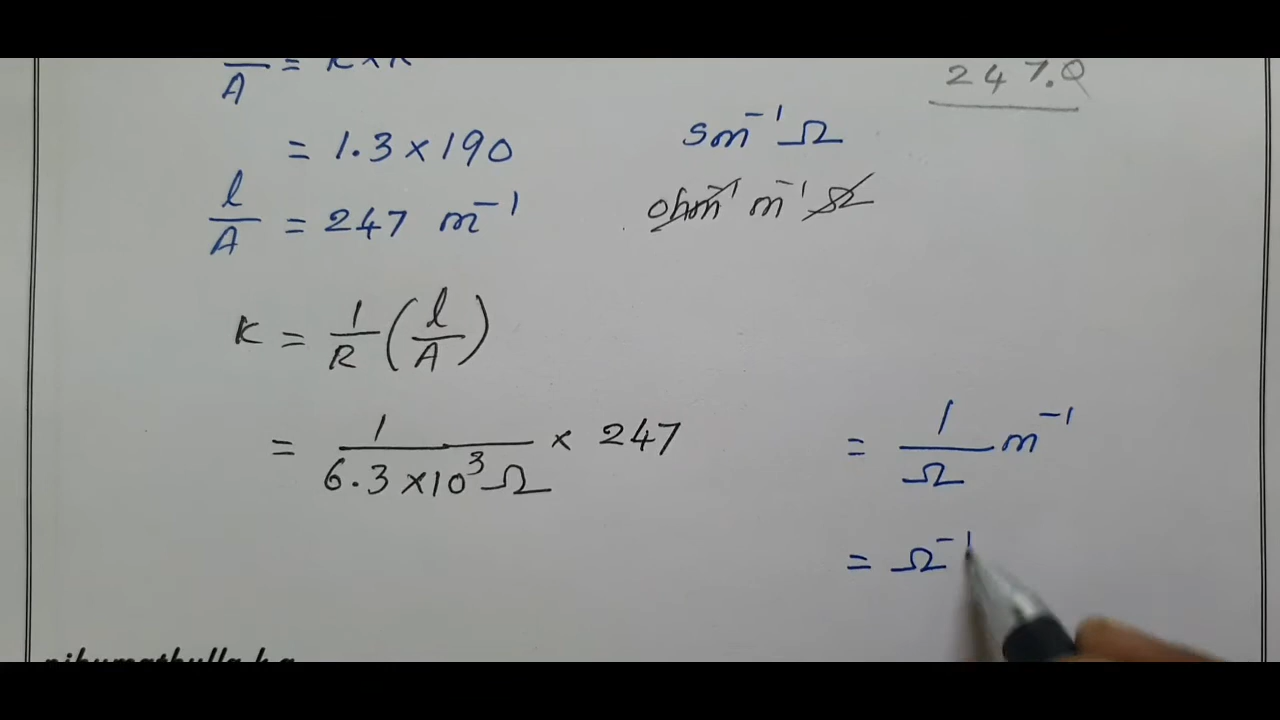 A = K × R
247.0
= 1.3 × 190
Sm⁻¹ Ω
l/A = 247 m⁻¹
ohm⁻¹ m⁻¹ Ω
K = 1/R (l/A)
= 1/(6.3 × 10³ Ω) × 247
= 1/Ω m⁻¹
= Ω⁻¹